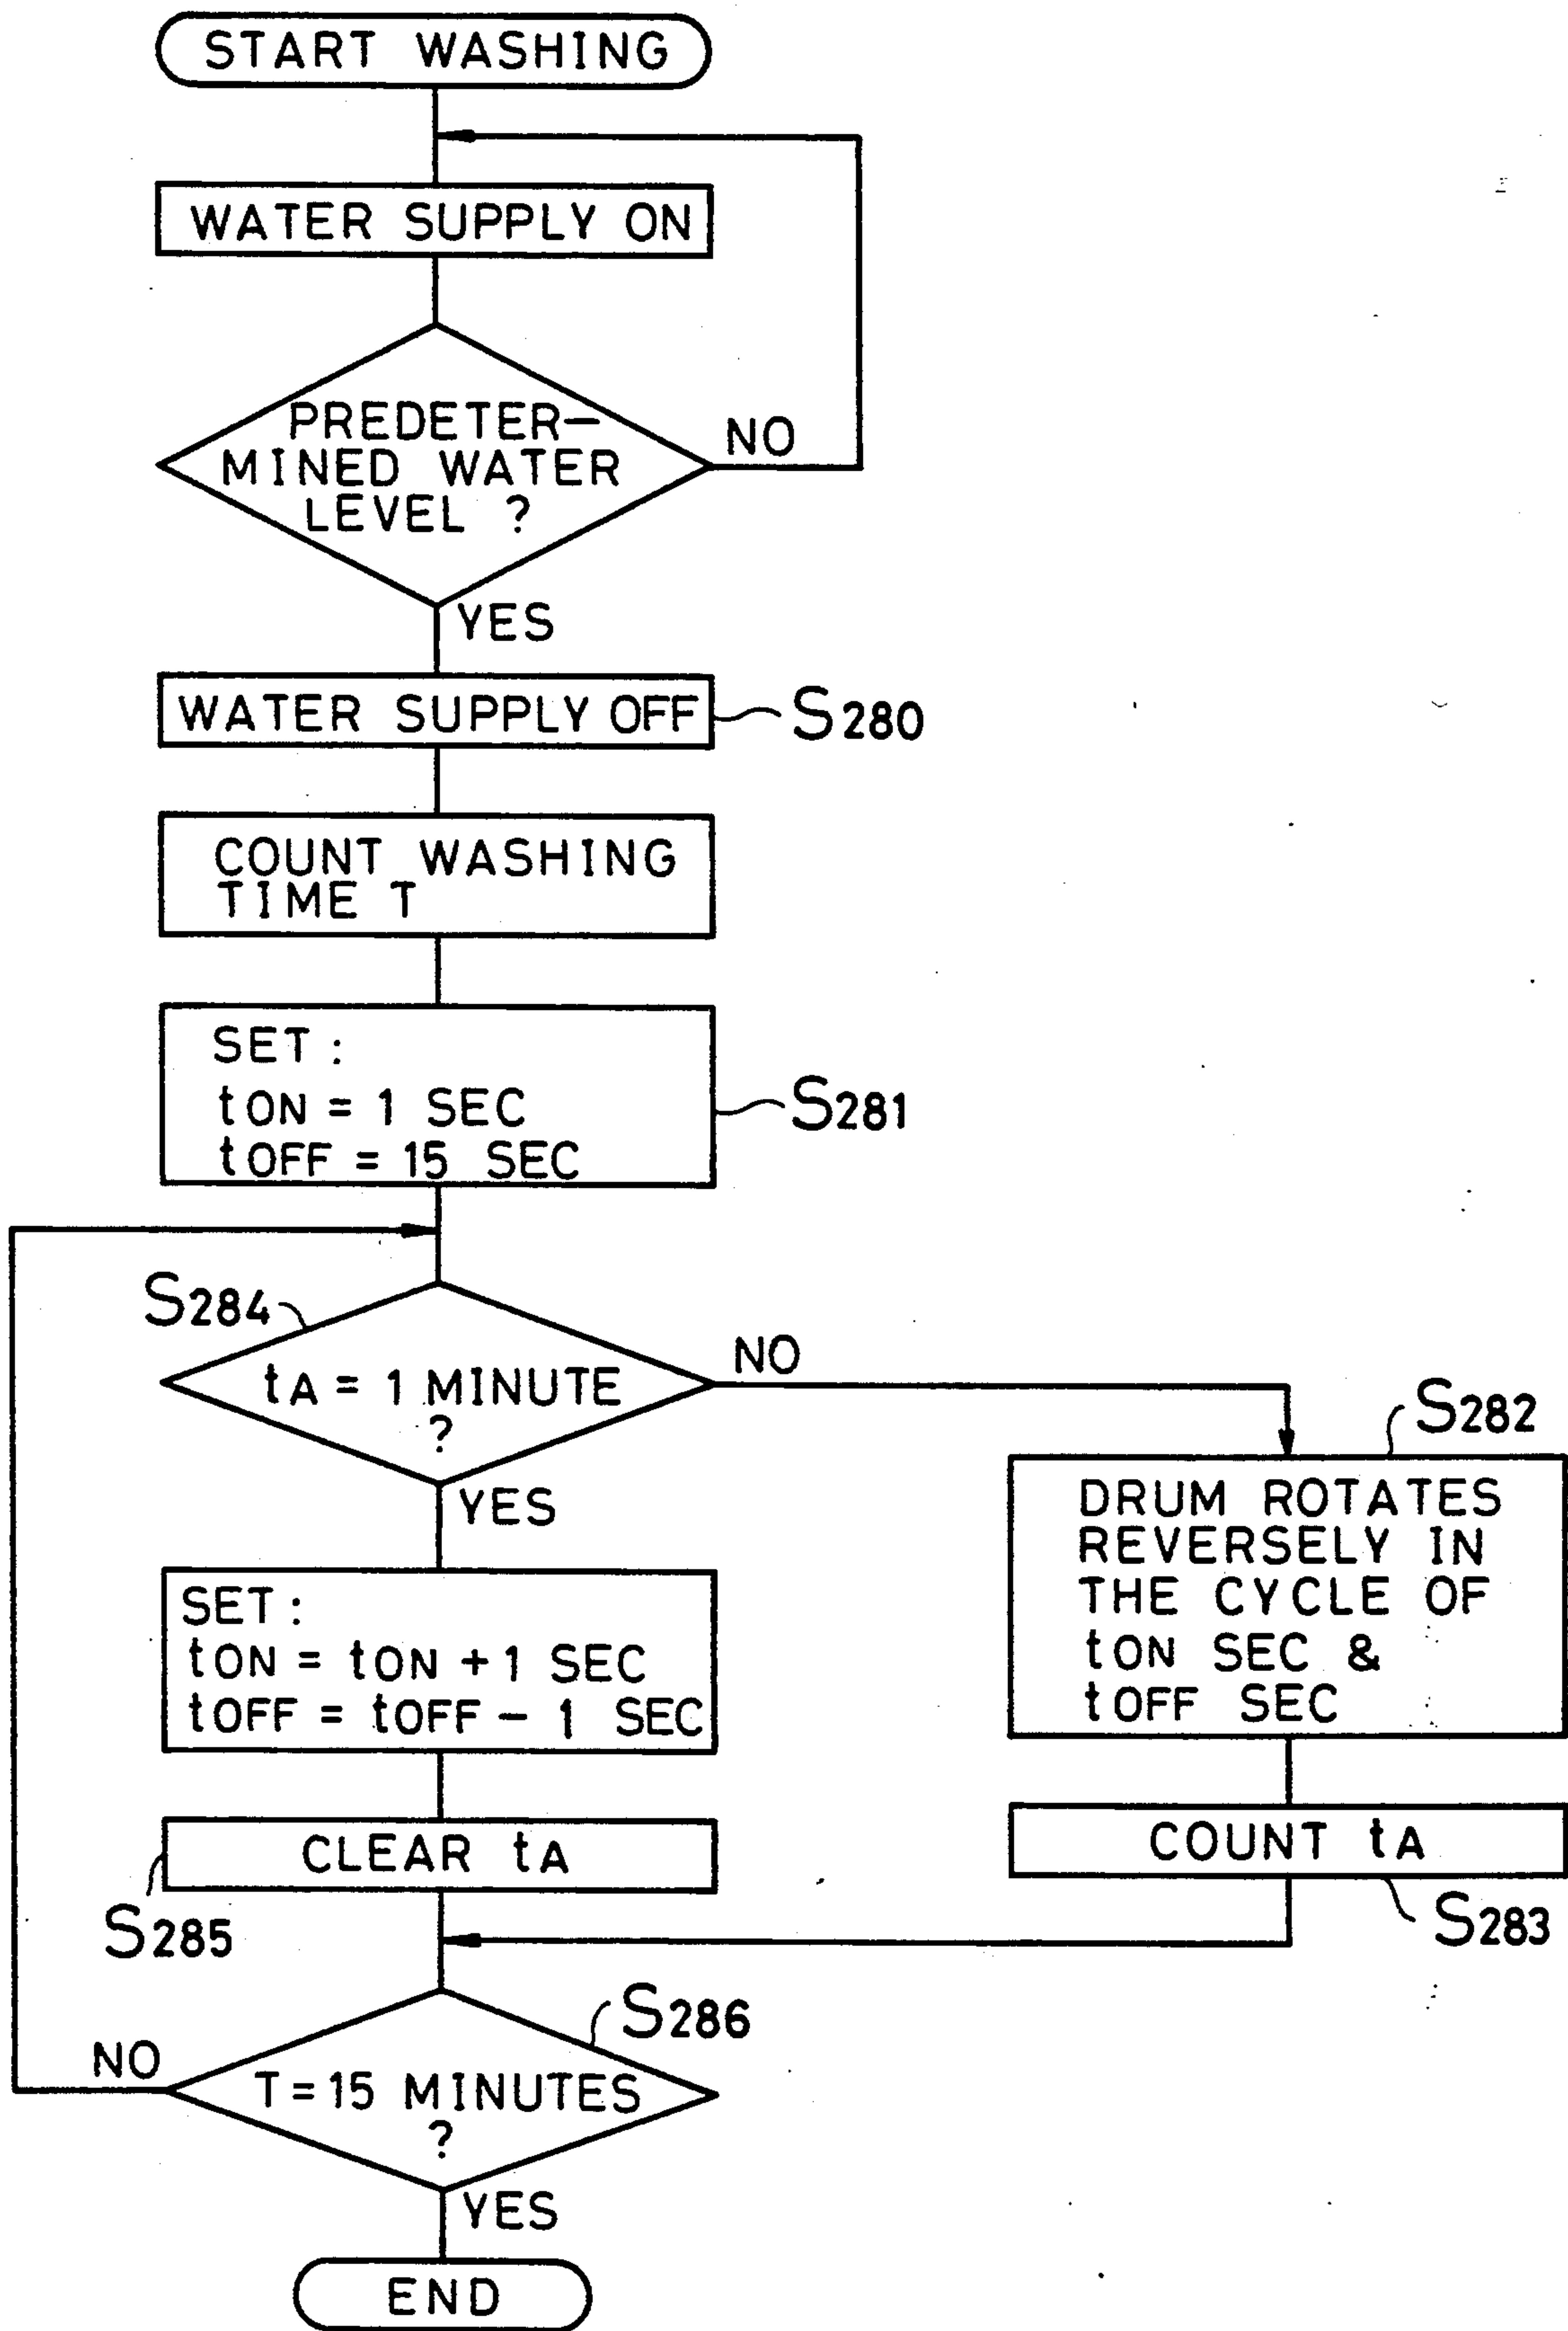 START WASHING
WATER SUPPLY ON
PREDETER-
MINED WATER
LEVEL ?
NO
YES
WATER SUPPLY OFF
S280
COUNT WASHING
TIME T
SET:
tON = 1 SEC
tOFF = 15 SEC
S281
S284
tA = 1 MINUTE
?
NO
YES
S282
DRUM ROTATES
REVERSELY IN
THE CYCLE OF
tON SEC &
tOFF SEC
SET:
tON = tON + 1 SEC
tOFF = tOFF - 1 SEC
CLEAR tA
S285
COUNT tA
S283
S286
T = 15 MINUTES
?
NO
YES
END